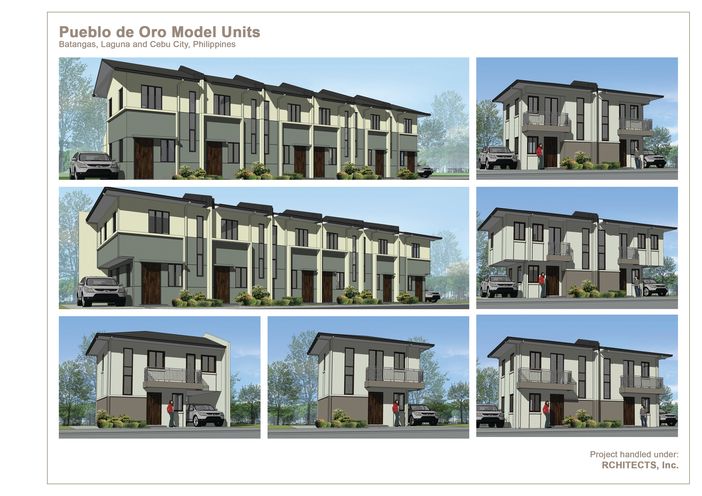 Pueblo de Oro Model Units
Batangas, Laguna and Cebu City, Philippines
Project handled under:
RCHITECTS, Inc.